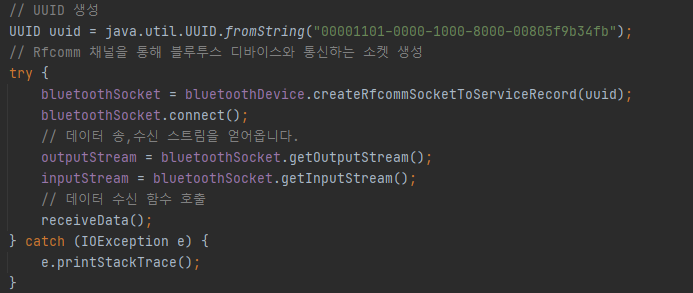 // UUID 생성
UUID uuid = java.util.UUID.fromString("00001101-0000-1000-8000-00805f9b34fb");
// Rfcomm 채널을 통해 블루투스 디바이스와 통신하는 소켓 생성
try {
    bluetoothSocket = bluetoothDevice.createRfcommSocketToServiceRecord(uuid);
    bluetoothSocket.connect();
    // 데이터 송,수신 스트림을 얻어옵니다.
    outputStream = bluetoothSocket.getOutputStream();
    inputStream = bluetoothSocket.getInputStream();
    // 데이터 수신 함수 호출
    receiveData();
} catch (IOException e) {
    e.printStackTrace();
}